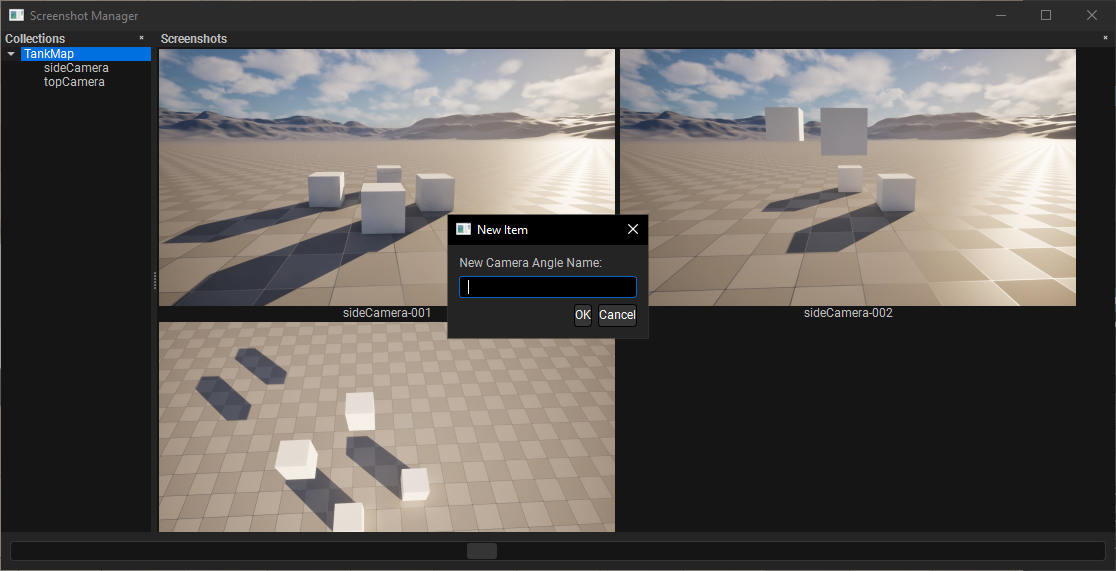 Screenshot Manager
Collections
TankMap
sideCamera
topCamera
Screenshots
sideCamera-001
sideCamera-002
New Item
New Camera Angle Name:
OK Cancel